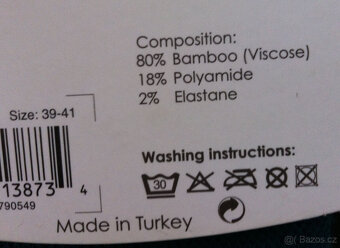 Composition:
80% Bamboo (Viscose)
18% Polyamide
2% Elastane
Size: 39-41
Washing instructions:
30
13873 4
790549
Made in Turkey
Bazos.cz